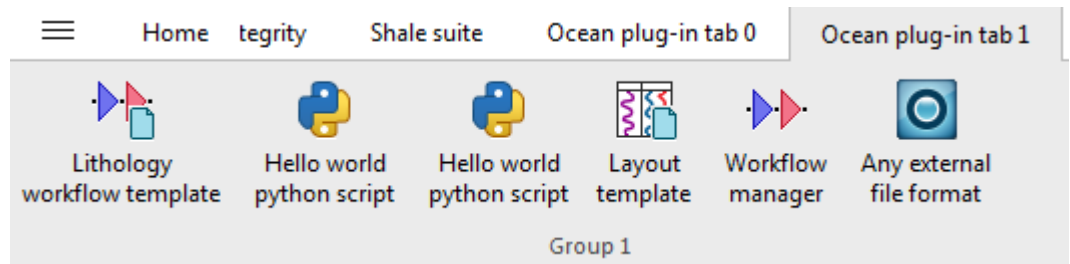 Home tegrity Shale suite Ocean plug-in tab 0 Ocean plug-in tab 1
Lithology workflow template
Hello world python script
Hello world python script
Layout template
Workflow manager
Any external file format
Group 1